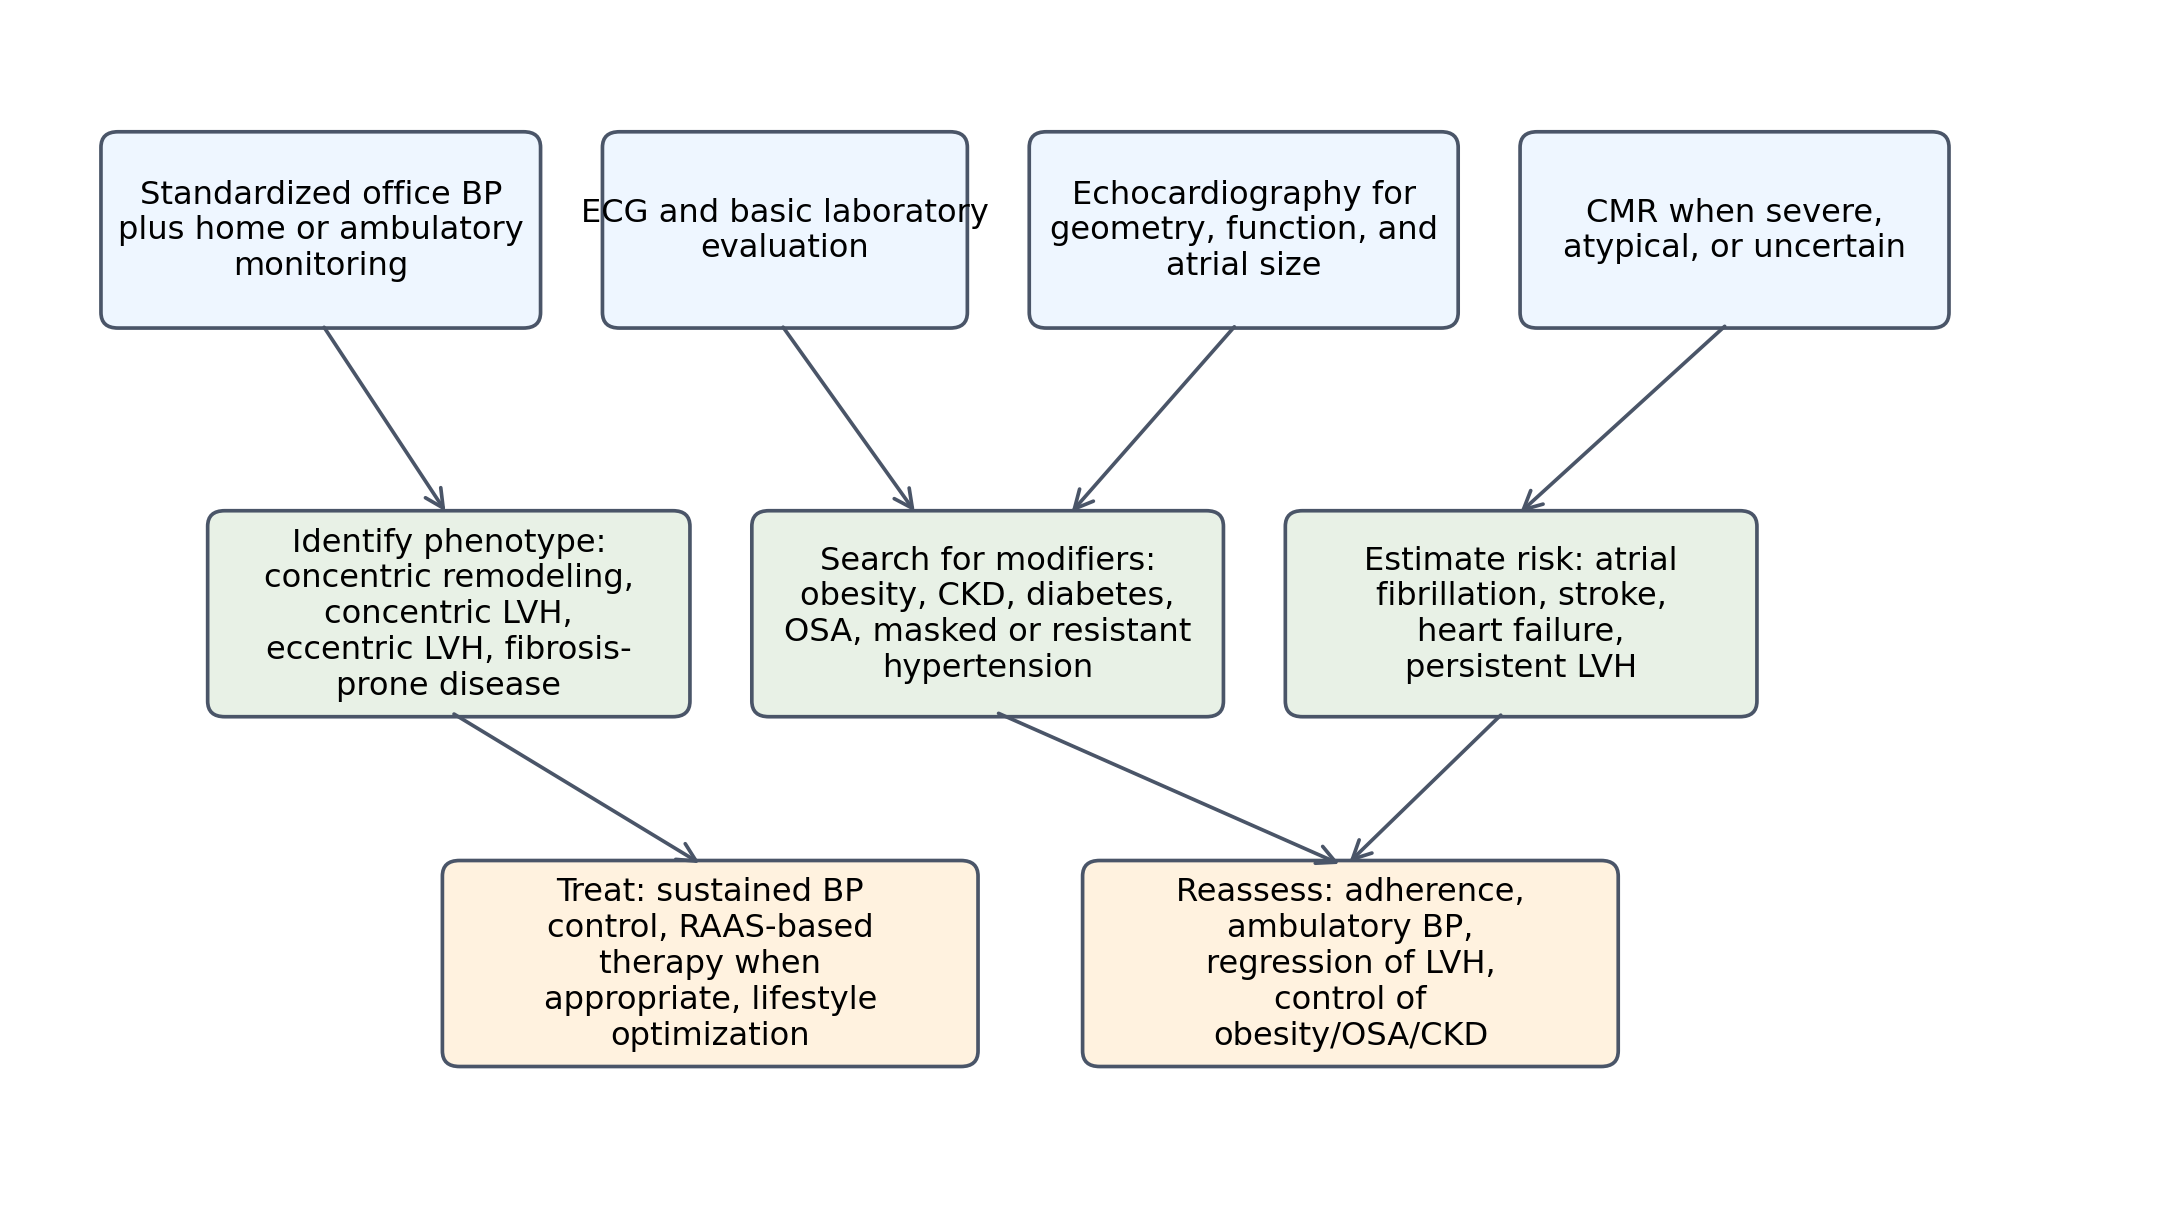 Standardized office BP
plus home or ambulatory
monitoring
ECG and basic laboratory
evaluation
Echocardiography for
geometry, function, and
atrial size
CMR when severe,
atypical, or uncertain
Identify phenotype:
concentric remodeling,
concentric LVH,
eccentric LVH, fibrosis-
prone disease
Search for modifiers:
obesity, CKD, diabetes,
OSA, masked or resistant
hypertension
Estimate risk: atrial
fibrillation, stroke,
heart failure,
persistent LVH
Treat: sustained BP
control, RAAS-based
therapy when
appropriate, lifestyle
optimization
Reassess: adherence,
ambulatory BP,
regression of LVH,
control of
obesity/OSA/CKD